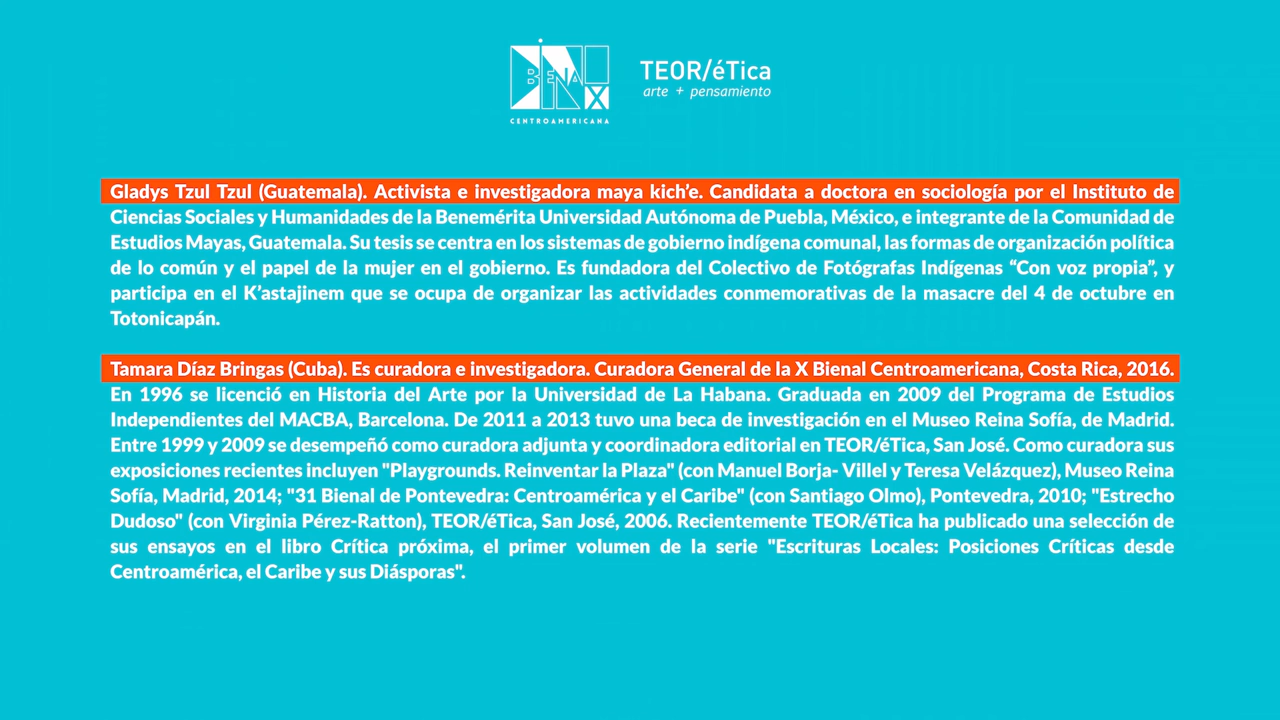 BIENAL
X
CENTROAMERICANA
TEOR/éTica
arte + pensamiento
Gladys Tzul Tzul (Guatemala). Activista e investigadora maya kich’e. Candidata a doctora en sociología por el Instituto de
Ciencias Sociales y Humanidades de la Benemérita Universidad Autónoma de Puebla, México, e integrante de la Comunidad de
Estudios Mayas, Guatemala. Su tesis se centra en los sistemas de gobierno indígena comunal, las formas de organización política
de lo común y el papel de la mujer en el gobierno. Es fundadora del Colectivo de Fotógrafas Indígenas “Con voz propia”, y
participa en el K’astajinem que se ocupa de organizar las actividades conmemorativas de la masacre del 4 de octubre en
Totonicapán.
Tamara Díaz Bringas (Cuba). Es curadora e investigadora. Curadora General de la X Bienal Centroamericana, Costa Rica, 2016.
En 1996 se licenció en Historia del Arte por la Universidad de La Habana. Graduada en 2009 del Programa de Estudios
Independientes del MACBA, Barcelona. De 2011 a 2013 tuvo una beca de investigación en el Museo Reina Sofía, de Madrid.
Entre 1999 y 2009 se desempeñó como curadora adjunta y coordinadora editorial en TEOR/éTica, San José. Como curadora sus
exposiciones recientes incluyen "Playgrounds. Reinventar la Plaza" (con Manuel Borja- Villel y Teresa Velázquez), Museo Reina
Sofía, Madrid, 2014; "31 Bienal de Pontevedra: Centroamérica y el Caribe" (con Santiago Olmo), Pontevedra, 2010; "Estrecho
Dudoso" (con Virginia Pérez-Ratton), TEOR/éTica, San José, 2006. Recientemente TEOR/éTica ha publicado una selección de
sus ensayos en el libro Crítica próxima, el primer volumen de la serie "Escrituras Locales: Posiciones Críticas desde
Centroamérica, el Caribe y sus Diásporas".